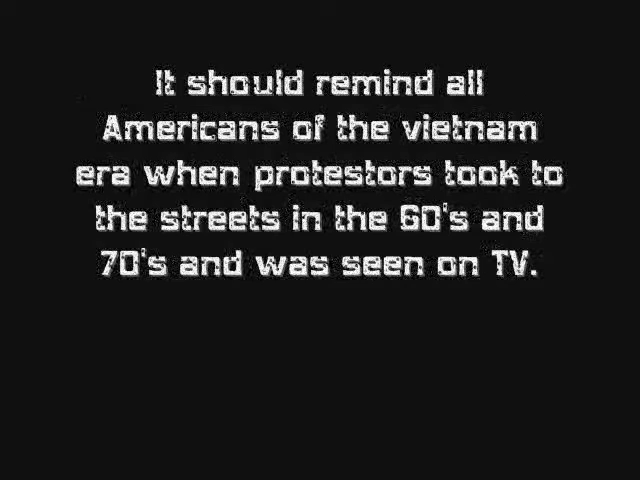 It should remind all
Americans of the vietnam
era when protestors took to
the streets in the 60's and
70's and was seen on TV.